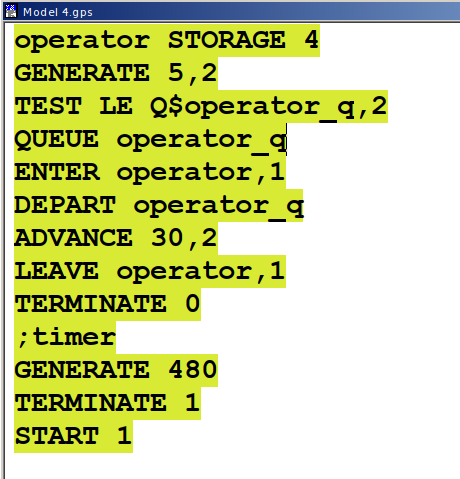 Model 4.gps
operator STORAGE 4
GENERATE 5,2
TEST LE Q$operator_q,2
QUEUE operator_q
ENTER operator,1
DEPART operator_q
ADVANCE 30,2
LEAVE operator,1
TERMINATE 0
;timer
GENERATE 480
TERMINATE 1
START 1